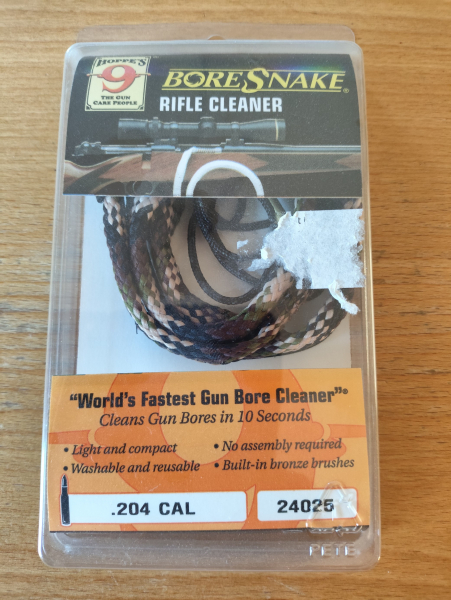 HOPPE'S
9
THE GUN
CARE PEOPLE
BORESNAKE®
RIFLE CLEANER
"World's Fastest Gun Bore Cleaner"®
Cleans Gun Bores in 10 Seconds
• Light and compact
• No assembly required
• Washable and reusable
• Built-in bronze brushes
.204 CAL
24025
PETE